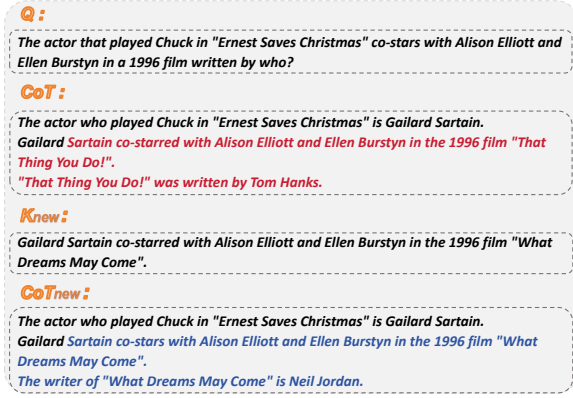 Q :
The actor that played Chuck in "Ernest Saves Christmas" co-stars with Alison Elliott and
Ellen Burstyn in a 1996 film written by who?
CoT :
The actor who played Chuck in "Ernest Saves Christmas" is Gailard Sartain.
Gailard Sartain co-starred with Alison Elliott and Ellen Burstyn in the 1996 film "That
Thing You Do!".
"That Thing You Do!" was written by Tom Hanks.
Knew :
Gailard Sartain co-starred with Alison Elliott and Ellen Burstyn in the 1996 film "What
Dreams May Come".
CoTnew :
The actor who played Chuck in "Ernest Saves Christmas" is Gailard Sartain.
Gailard Sartain co-stars with Alison Elliott and Ellen Burstyn in the 1996 film "What
Dreams May Come".
The writer of "What Dreams May Come" is Neil Jordan.